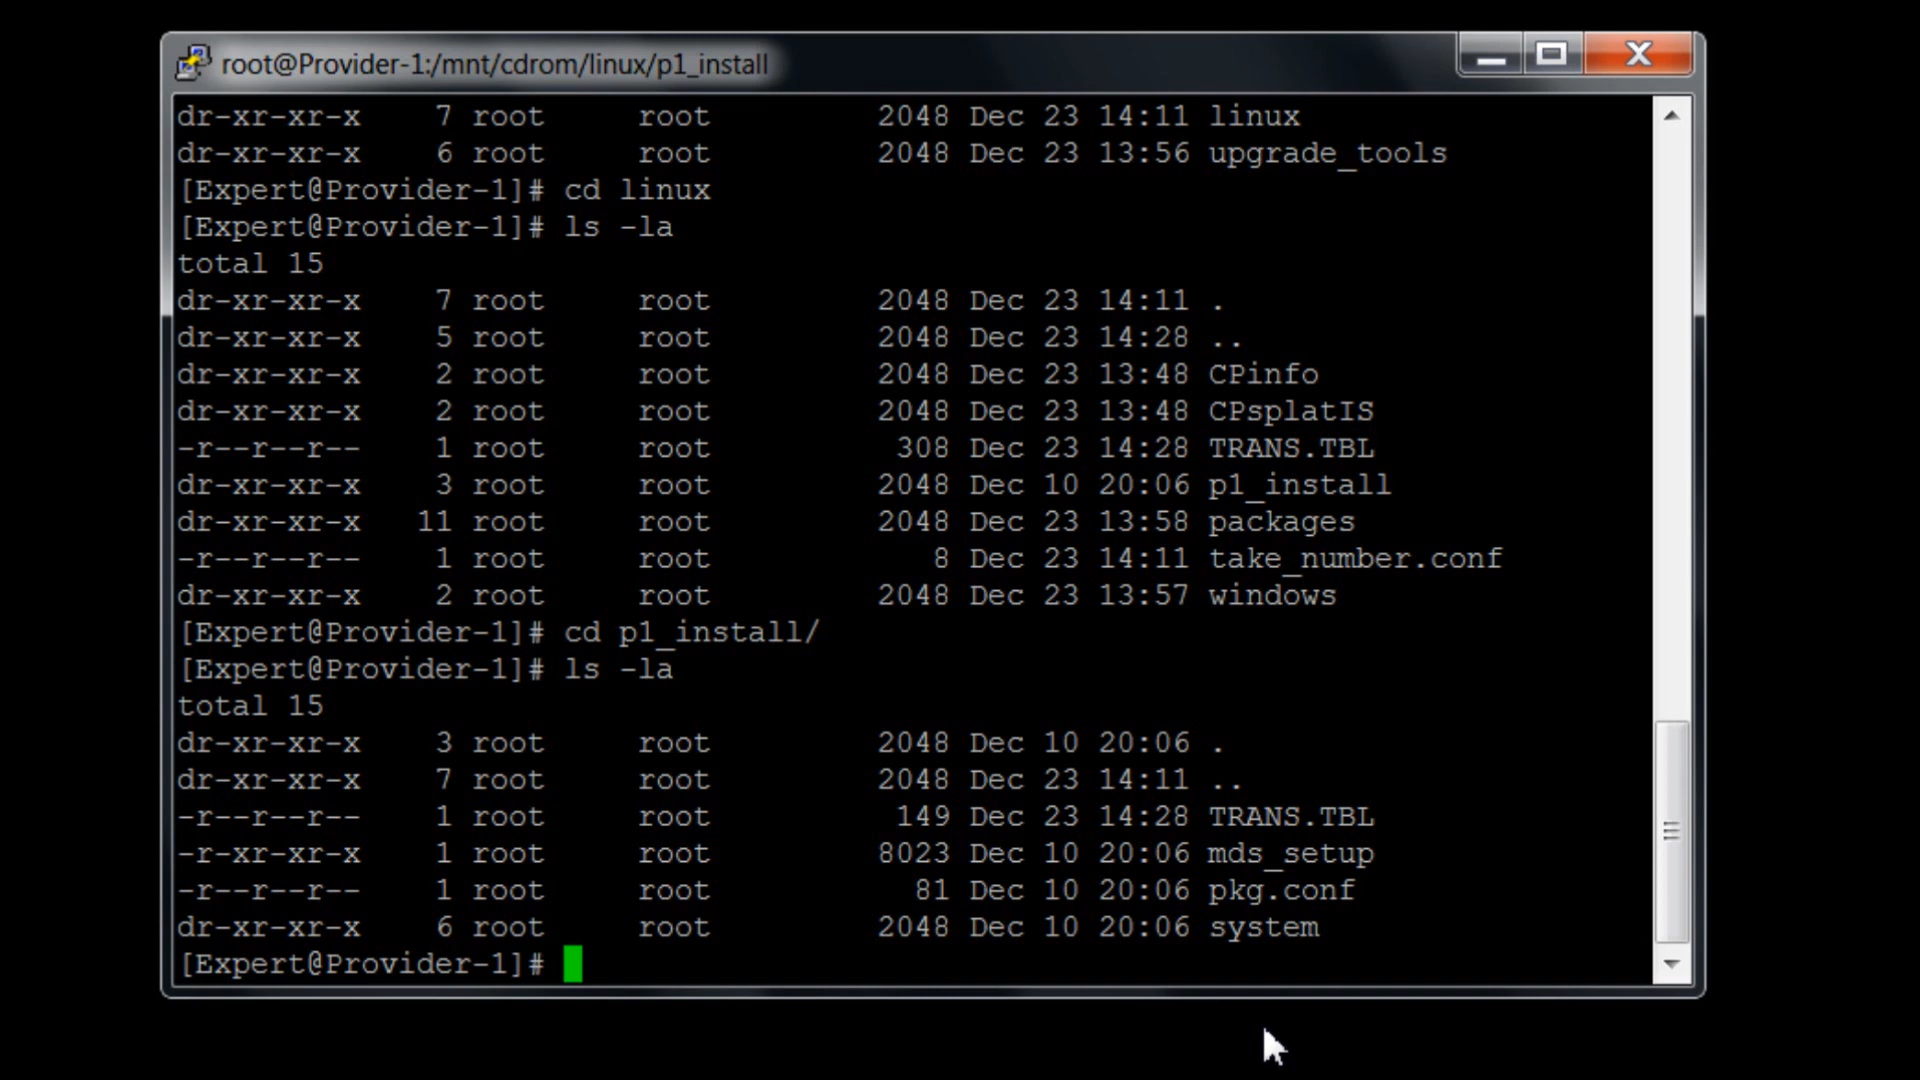 root@Provider-1:/mnt/cdrom/linux/p1_install
dr-xr-xr-x    7 root     root         2048 Dec 23 14:11 linux
dr-xr-xr-x    6 root     root         2048 Dec 23 13:56 upgrade_tools
[Expert@Provider-1]# cd linux
[Expert@Provider-1]# ls -la
total 15
dr-xr-xr-x    7 root     root         2048 Dec 23 14:11 .
dr-xr-xr-x    5 root     root         2048 Dec 23 14:28 ..
dr-xr-xr-x    2 root     root         2048 Dec 23 13:48 CPinfo
dr-xr-xr-x    2 root     root         2048 Dec 23 13:48 CPsplatIS
-r--r--r--    1 root     root          308 Dec 23 14:28 TRANS.TBL
dr-xr-xr-x    3 root     root         2048 Dec 10 20:06 p1_install
dr-xr-xr-x   11 root     root         2048 Dec 23 13:58 packages
-r--r--r--    1 root     root            8 Dec 23 14:11 take_number.conf
dr-xr-xr-x    2 root     root         2048 Dec 23 13:57 windows
[Expert@Provider-1]# cd p1_install/
[Expert@Provider-1]# ls -la
total 15
dr-xr-xr-x    3 root     root         2048 Dec 10 20:06 .
dr-xr-xr-x    7 root     root         2048 Dec 23 14:11 ..
-r--r--r--    1 root     root          149 Dec 23 14:28 TRANS.TBL
-r-xr-xr-x    1 root     root         8023 Dec 10 20:06 mds_setup
-r--r--r--    1 root     root           81 Dec 10 20:06 pkg.conf
dr-xr-xr-x    6 root     root         2048 Dec 10 20:06 system
[Expert@Provider-1]#